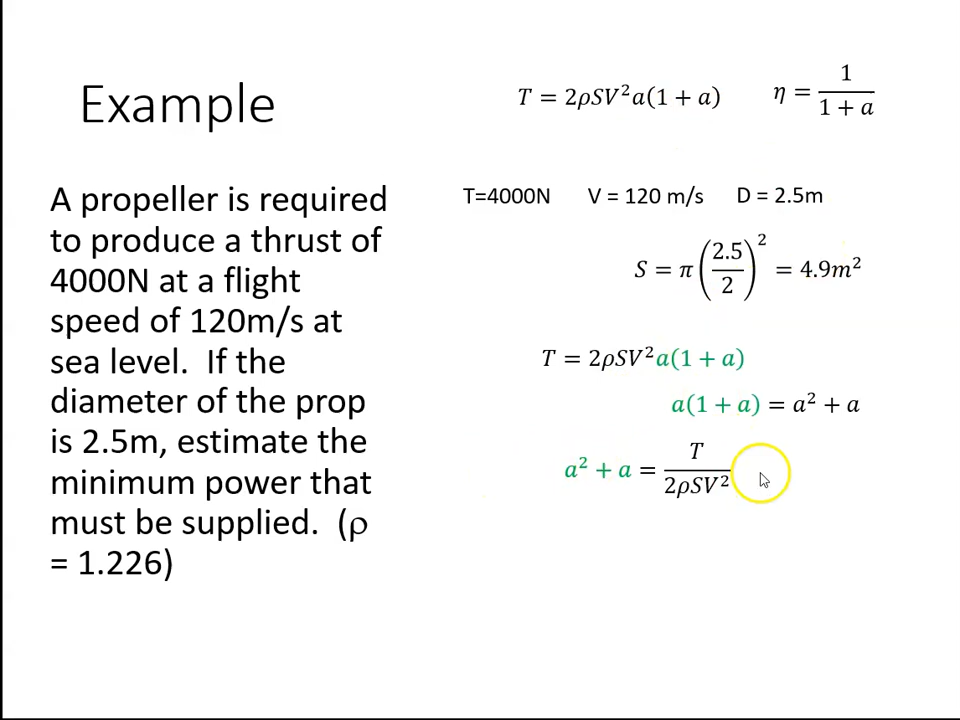 Example
T = 2ρSV²a(1 + a)
η = 1/(1 + a)
A propeller is required
to produce a thrust of
4000N at a flight
speed of 120m/s at
sea level.  If the
diameter of the prop
is 2.5m, estimate the
minimum power that
must be supplied.  (ρ
= 1.226)
T=4000N V = 120 m/s D = 2.5m
S = π(2.5/2)² = 4.9m²
T = 2ρSV²a(1 + a)
a(1 + a) = a² + a
a² + a = T/(2ρSV²)